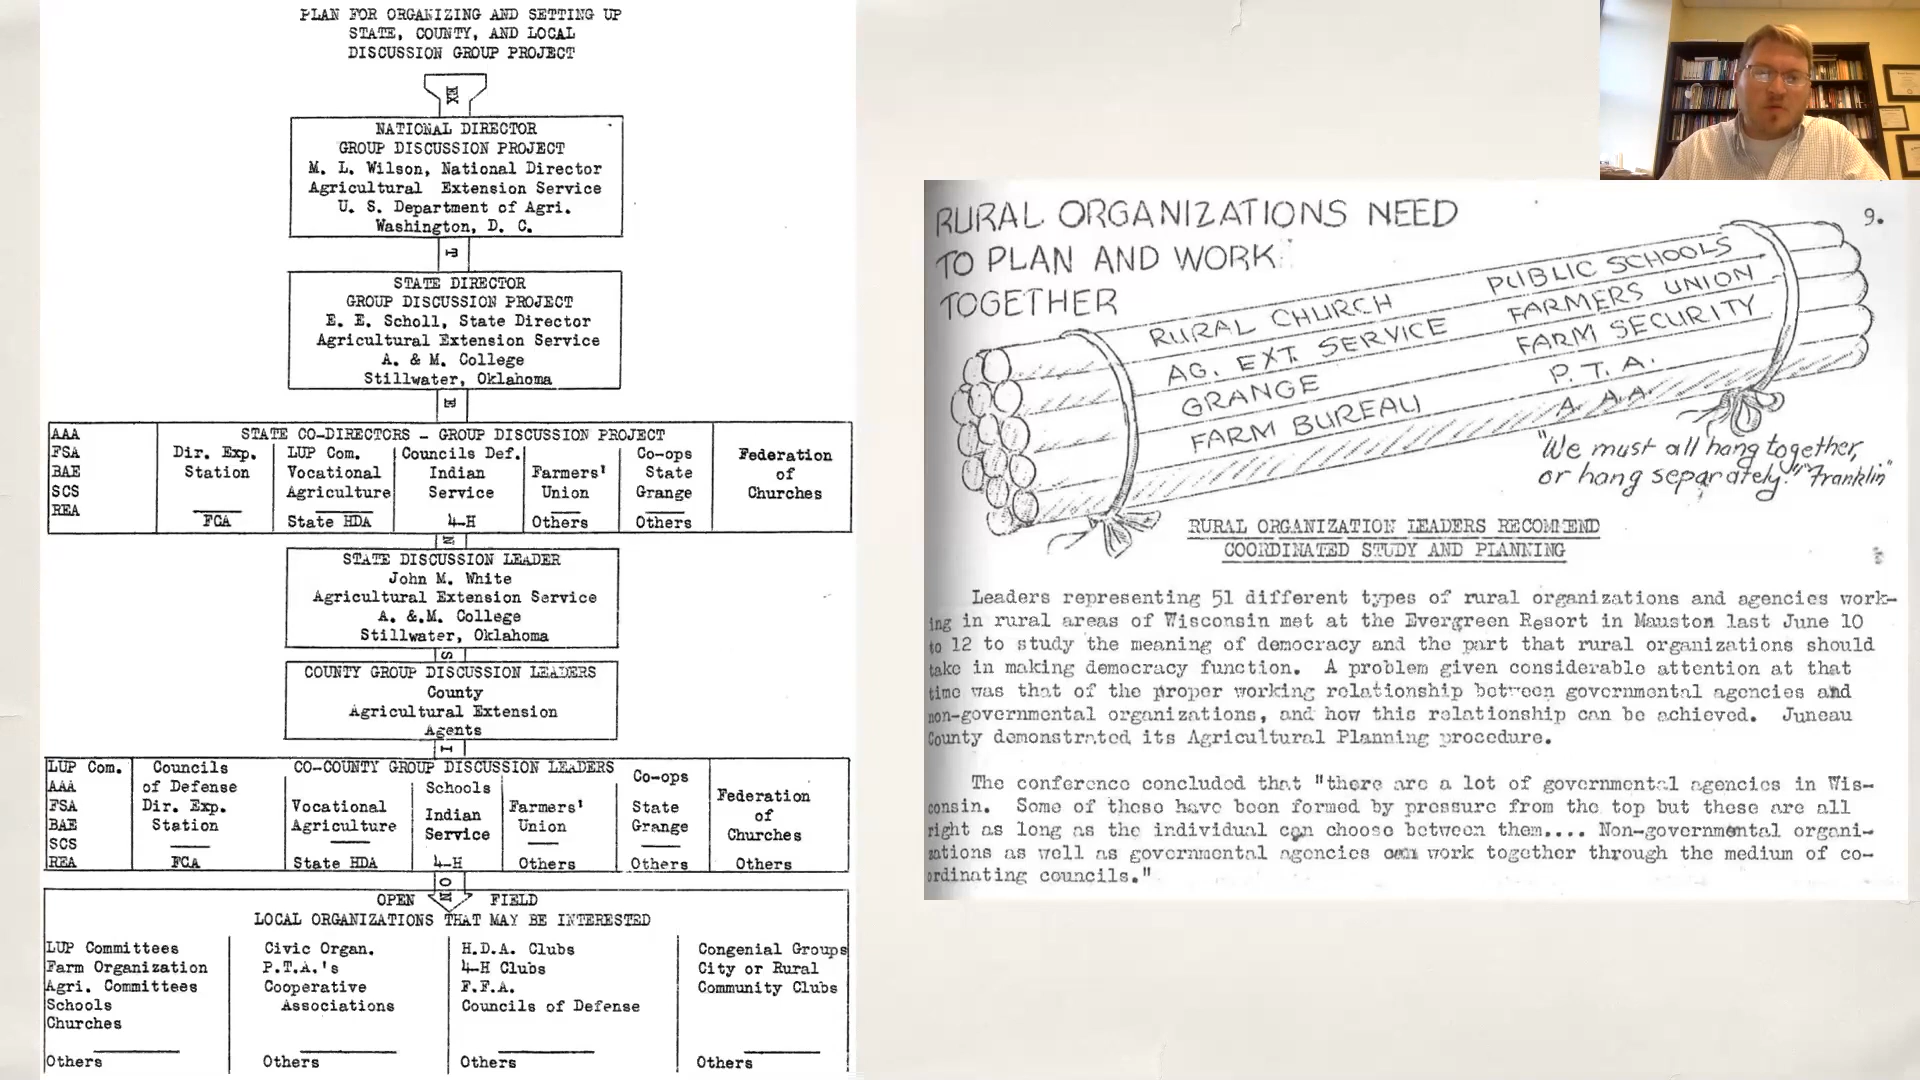 PLAN FOR ORGANIZING AND SETTING UP
STATE, COUNTY, AND LOCAL
DISCUSSION GROUP PROJECT
EX
NATIONAL DIRECTOR
GROUP DISCUSSION PROJECT
M. L. Wilson, National Director
Agricultural Extension Service
U. S. Department of Agri.
Washington, D. C.
T
STATE DIRECTOR
GROUP DISCUSSION PROJECT
E. E. Scholl, State Director
Agricultural Extension Service
A. & M. College
Stillwater, Oklahoma
E
STATE CO-DIRECTORS - GROUP DISCUSSION PROJECT
AAA
FSA
BAE
SCS
REA
Dir. Exp.
Station
FCA
LUP Com.
Vocational
Agriculture
State HDA
Councils Def.
Indian
Service
4-H
Farmers'
Union
Others
Co-ops
State
Grange
Others
Federation
of
Churches
N
STATE DISCUSSION LEADER
John M. White
Agricultural Extension Service
A. &.M. College
Stillwater, Oklahoma
S
COUNTY GROUP DISCUSSION LEADERS
County
Agricultural Extension
Agents
I
CO-COUNTY GROUP DISCUSSION LEADERS
LUP Com.
AAA
FSA
BAE
SCS
REA
Councils
of Defense
Dir. Exp.
Station
FCA
Vocational
Agriculture
State HDA
Schools
Indian
Service
4-H
Farmers'
Union
Others
Co-ops
State
Grange
Others
Federation
of
Churches
Others
ON
OPEN FIELD
LOCAL ORGANIZATIONS THAT MAY BE INTERESTED
LUP Committees
Farm Organization
Agri. Committees
Schools
Churches
Others
Civic Organ.
P.T.A.'s
Cooperative
Associations
Others
H.D.A. Clubs
4-H Clubs
F.F.A.
Councils of Defense
Others
Congenial Groups
City or Rural
Community Clubs
Others
9.
RURAL ORGANIZATIONS NEED
TO PLAN AND WORK
TOGETHER
RURAL CHURCH PUBLIC SCHOOLS
AG. EXT. SERVICE FARMERS UNION
GRANGE FARM SECURITY
FARM BUREAU P. T. A.
A. A.A.
"We must all hang together,
or hang separately." "Franklin"
RURAL ORGANIZATION LEADERS RECOMMEND
COORDINATED STUDY AND PLANNING
Leaders representing 51 different types of rural organizations and agencies work-
ing in rural areas of Wisconsin met at the Evergreen Resort in Mauston last June 10
to 12 to study the meaning of democracy and the part that rural organizations should
take in making democracy function. A problem given considerable attention at that
time was that of the proper working relationship between governmental agencies and
non-governmental organizations, and how this relationship can be achieved. Juneau
County demonstrated its Agricultural Planning procedure.
The conference concluded that "there are a lot of governmental agencies in Wis-
consin. Some of these have been formed by pressure from the top but these are all
right as long as the individual can choose between them.... Non-governmental organi-
zations as well as governmental agencies can work together through the medium of co-
ordinating councils."